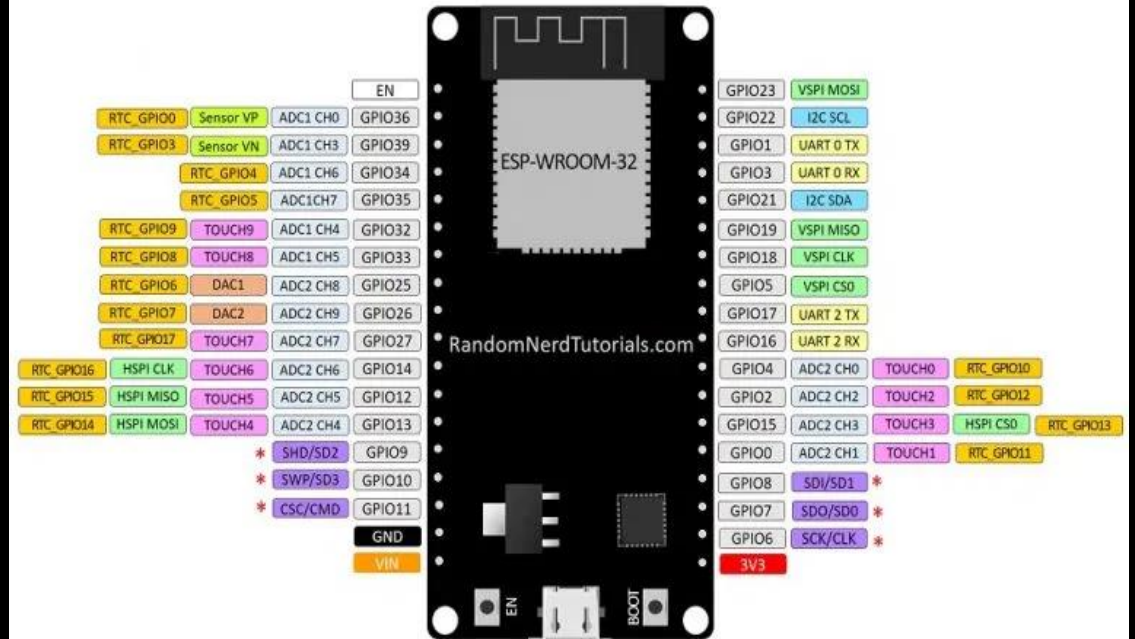 EN
RTC_GPIO0 Sensor VP ADC1 CH0 GPIO36
RTC_GPIO3 Sensor VN ADC1 CH3 GPIO39
RTC_GPIO4 ADC1 CH6 GPIO34
RTC_GPIO5 ADC1CH7 GPIO35
RTC_GPIO9 TOUCH9 ADC1 CH4 GPIO32
RTC_GPIO8 TOUCH8 ADC1 CH5 GPIO33
RTC_GPIO6 DAC1 ADC2 CH8 GPIO25
RTC_GPIO7 DAC2 ADC2 CH9 GPIO26
RTC_GPIO17 TOUCH7 ADC2 CH7 GPIO27
RTC_GPIO16 HSPI CLK TOUCH6 ADC2 CH6 GPIO14
RTC_GPIO15 HSPI MISO TOUCH5 ADC2 CH5 GPIO12
RTC_GPIO14 HSPI MOSI TOUCH4 ADC2 CH4 GPIO13
* SHD/SD2 GPIO9
* SWP/SD3 GPIO10
* CSC/CMD GPIO11
GND
VIN
ESP-WROOM-32
RandomNerdTutorials.com
EN
BOOT
GPIO23 VSPI MOSI
GPIO22 I2C SCL
GPIO1 UART 0 TX
GPIO3 UART 0 RX
GPIO21 I2C SDA
GPIO19 VSPI MISO
GPIO18 VSPI CLK
GPIO5 VSPI CS0
GPIO17 UART 2 TX
GPIO16 UART 2 RX
GPIO4 ADC2 CH0 TOUCH0 RTC_GPIO10
GPIO2 ADC2 CH2 TOUCH2 RTC_GPIO12
GPIO15 ADC2 CH3 TOUCH3 HSPI CS0 RTC_GPIO13
GPIO0 ADC2 CH1 TOUCH1 RTC_GPIO11
GPIO8 SDI/SD1 *
GPIO7 SDO/SD0 *
GPIO6 SCK/CLK *
3V3